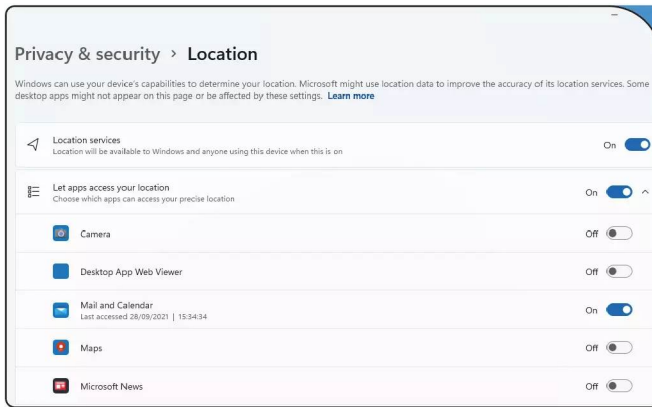 Privacy & security > Location
Windows can use your device's capabilities to determine your location. Microsoft might use location data to improve the accuracy of its location services. Some
desktop apps might not appear on this page or be affected by these settings. Learn more
Location services
Location will be available to Windows and anyone using this device when this is on
On
Let apps access your location
Choose which apps can access your precise location
On
Camera
Off
Desktop App Web Viewer
Off
Mail and Calendar
Last accessed 28/09/2021 | 15:34:34
On
Maps
Off
Microsoft News
Off